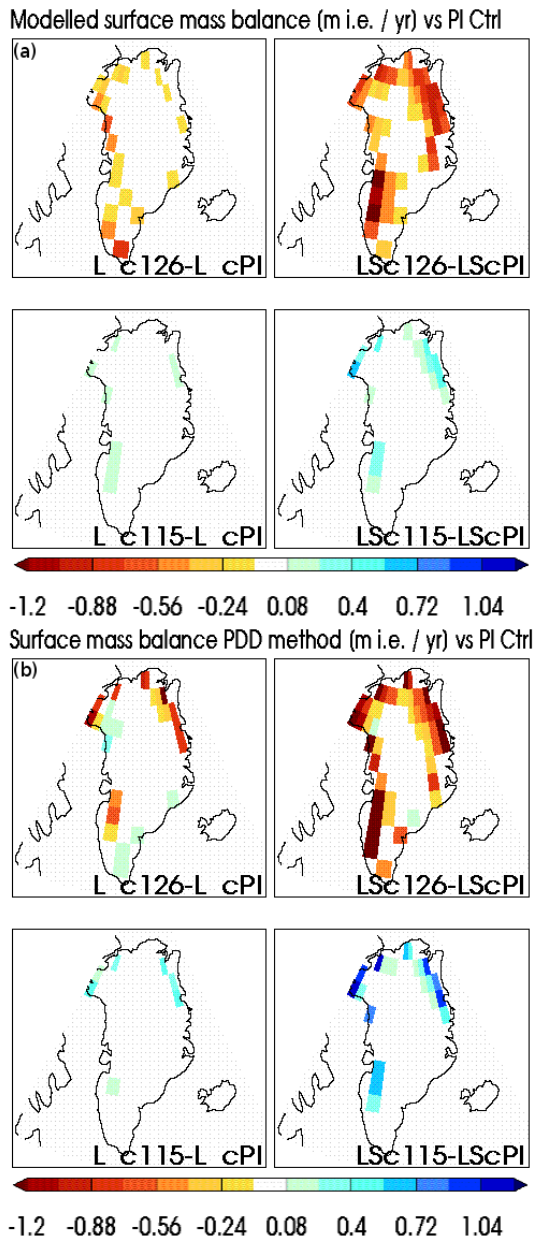 Modelled surface mass balance (m i.e. / yr) vs PI Ctrl
(a)
L c126-L cPI LSc126-LScPI
L c115-L cPI LSc115-LScPI
-1.2 -0.88 -0.56 -0.24 0.08 0.4 0.72 1.04
Surface mass balance PDD method (m i.e. / yr) vs PI Ctrl
(b)
L c126-L cPI LSc126-LScPI
L c115-L cPI LSc115-LScPI
-1.2 -0.88 -0.56 -0.24 0.08 0.4 0.72 1.04